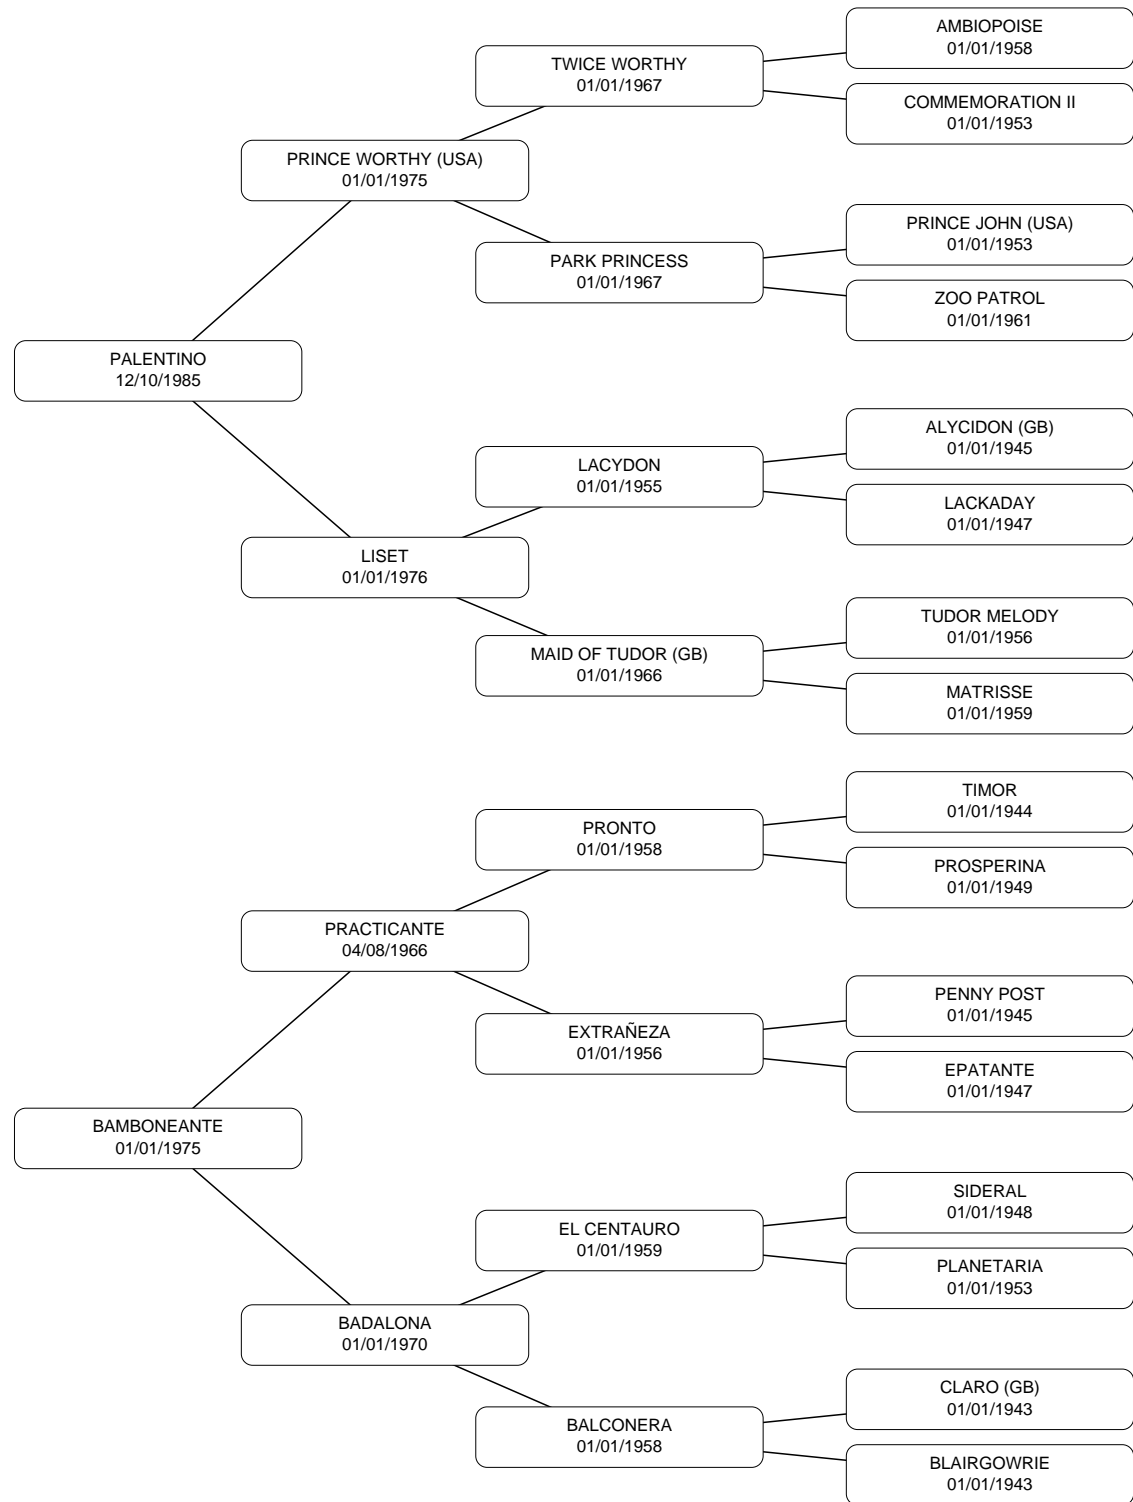 AMBIOPOISE
01/01/1958
TWICE WORTHY
01/01/1967
COMMEMORATION II
01/01/1953
PRINCE WORTHY (USA)
01/01/1975
PRINCE JOHN (USA)
01/01/1953
PARK PRINCESS
01/01/1967
ZOO PATROL
01/01/1961
PALENTINO
12/10/1985
ALYCIDON (GB)
01/01/1945
LACYDON
01/01/1955
LACKADAY
01/01/1947
LISET
01/01/1976
TUDOR MELODY
01/01/1956
MAID OF TUDOR (GB)
01/01/1966
MATRISSE
01/01/1959
TIMOR
01/01/1944
PRONTO
01/01/1958
PROSPERINA
01/01/1949
PRACTICANTE
04/08/1966
PENNY POST
01/01/1945
EXTRAÑEZA
01/01/1956
EPATANTE
01/01/1947
BAMBONEANTE
01/01/1975
SIDERAL
01/01/1948
EL CENTAURO
01/01/1959
PLANETARIA
01/01/1953
BADALONA
01/01/1970
CLARO (GB)
01/01/1943
BALCONERA
01/01/1958
BLAIRGOWRIE
01/01/1943